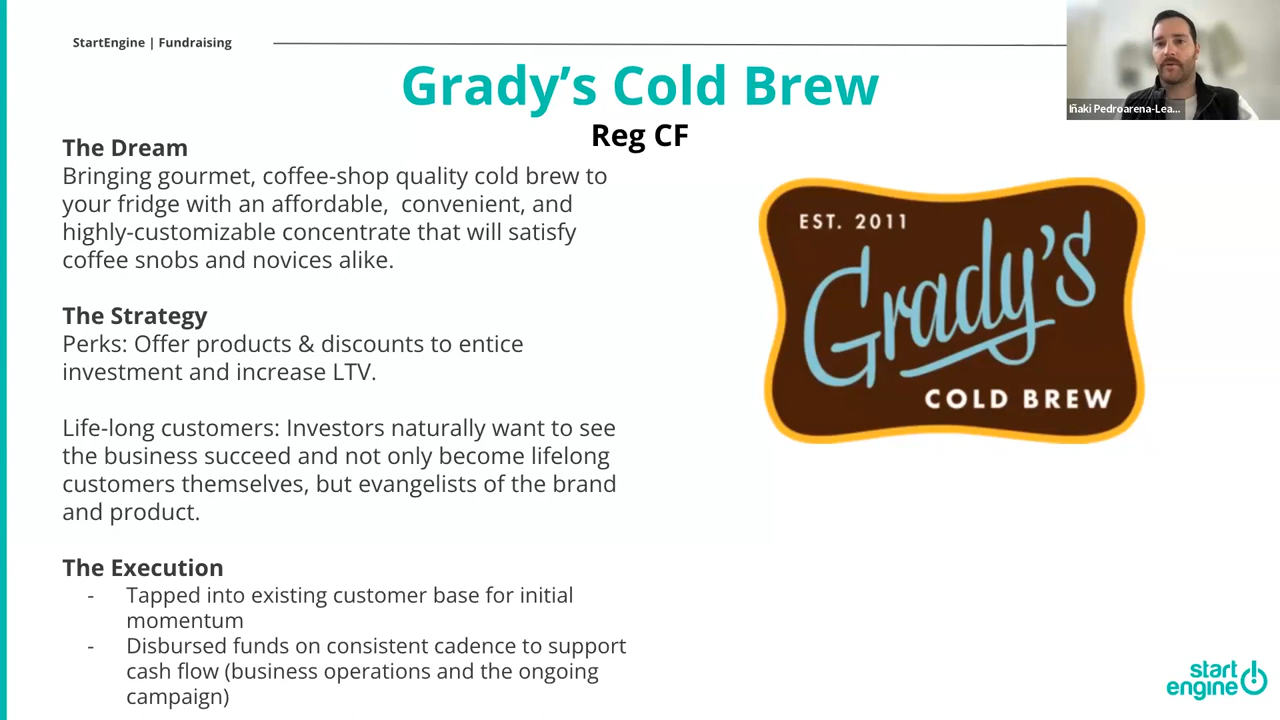 StartEngine | Fundraising
Grady’s Cold Brew
Reg CF
Iñaki Pedroarena-Lea...
The Dream
Bringing gourmet, coffee-shop quality cold brew to
your fridge with an affordable,  convenient, and
highly-customizable concentrate that will satisfy
coffee snobs and novices alike.
The Strategy
Perks: Offer products & discounts to entice
investment and increase LTV.
Life-long customers: Investors naturally want to see
the business succeed and not only become lifelong
customers themselves, but evangelists of the brand
and product.
The Execution
- Tapped into existing customer base for initial
momentum
- Disbursed funds on consistent cadence to support
cash flow (business operations and the ongoing
campaign)
EST. 2011
Grady’s
COLD BREW
start
engine